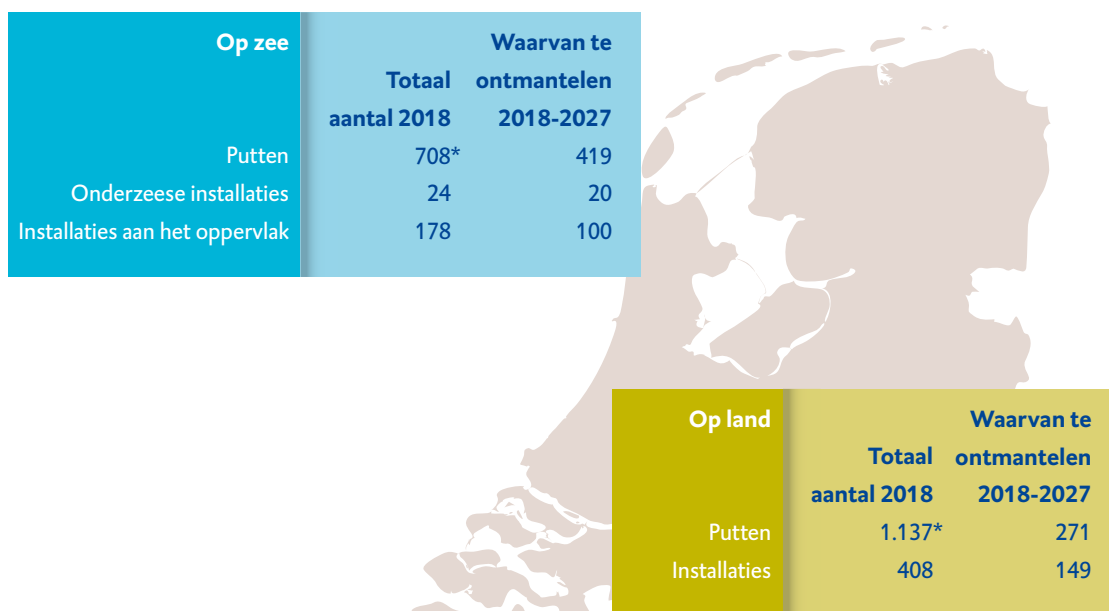 Op zee Waarvan te
Totaal ontmantelen
aantal 2018 2018-2027
Putten 708* 419
Onderzeese installaties 24 20
Installaties aan het oppervlak 178 100
Op land Waarvan te
Totaal ontmantelen
aantal 2018 2018-2027
Putten 1.137* 271
Installaties 408 149